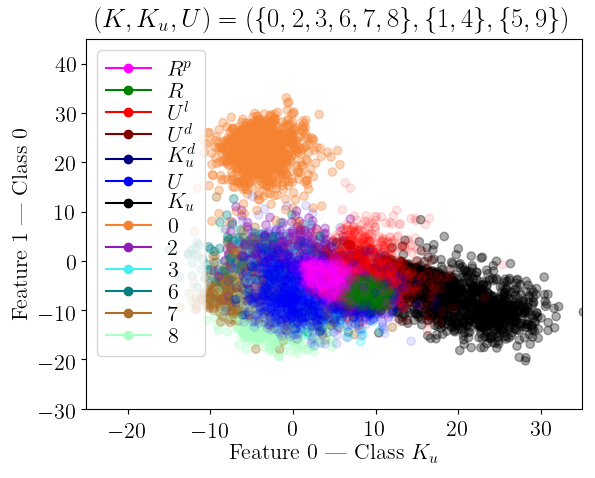 (K, K_u, U) = ({0, 2, 3, 6, 7, 8}, {1, 4}, {5, 9})
Feature 1 — Class 0
40
30
20
10
0
−10
−20
−30
R^p
R
U^l
U^d
K_u^d
U
K_u
0
2
3
6
7
8
−20
−10
0
10
20
30
Feature 0 — Class K_u